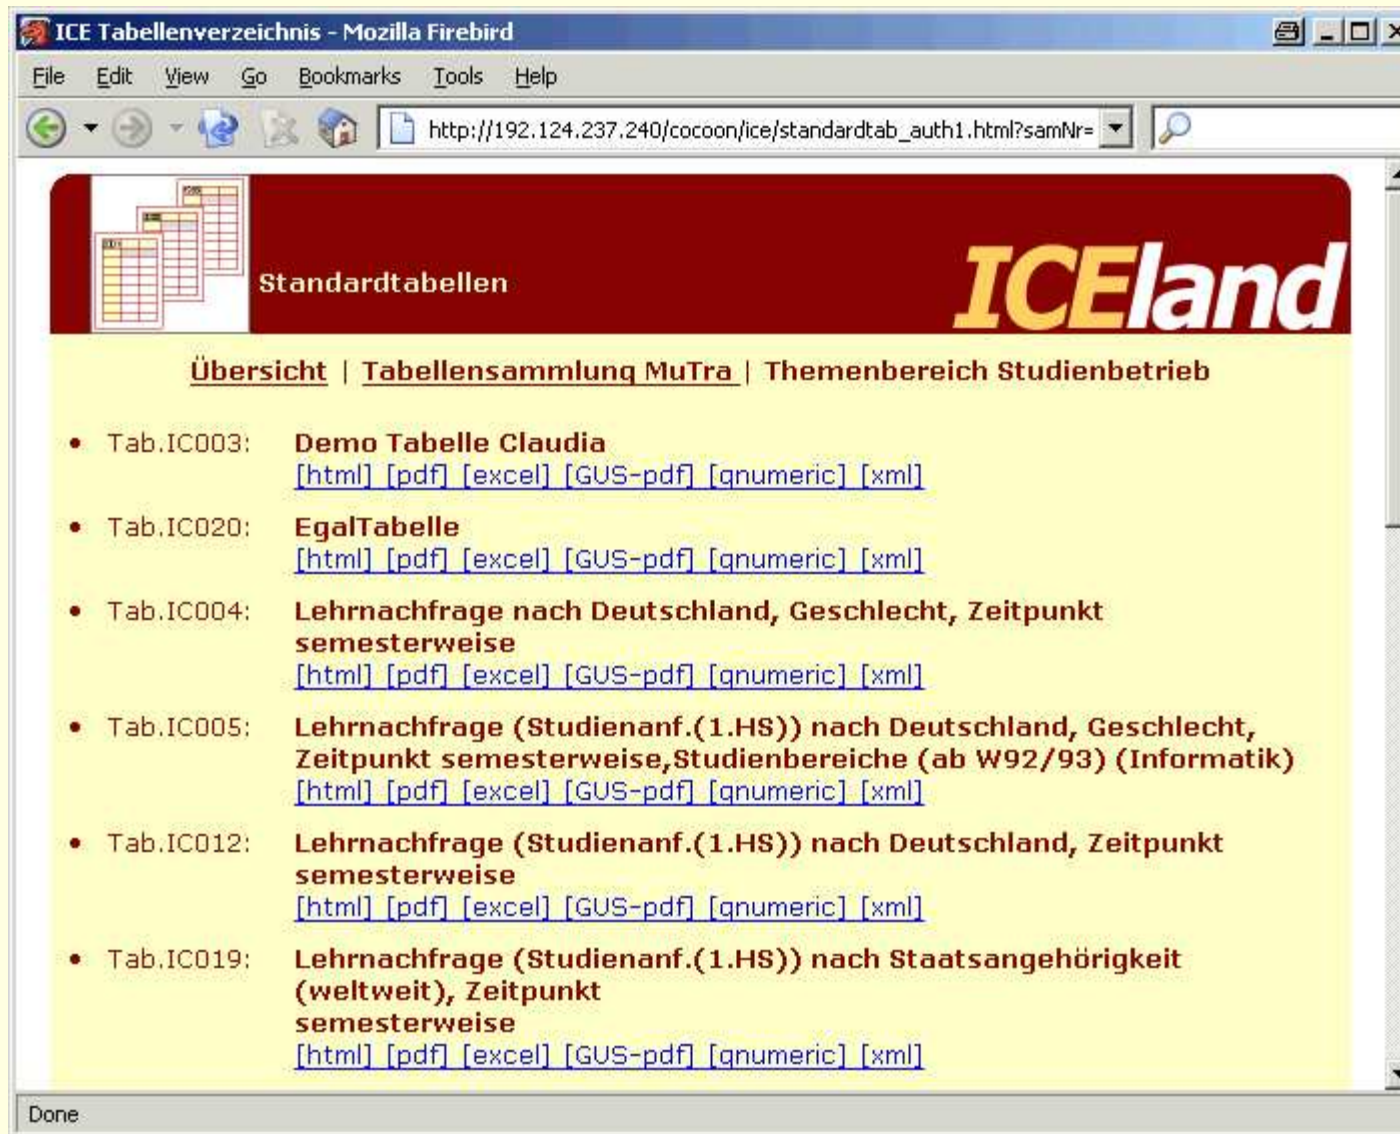 ICE Tabellenverzeichnis - Mozilla Firebird
File Edit View Go Bookmarks Tools Help
http://192.124.237.240/cocoon/ice/standardtab_auth1.html?samNr=
Standardtabellen
ICEland
Übersicht | Tabellensammlung MuTra | Themenbereich Studienbetrieb
• Tab.IC003: Demo Tabelle Claudia
[html] [pdf] [excel] [GUS-pdf] [gnumeric] [xml]
• Tab.IC020: EgalTabelle
[html] [pdf] [excel] [GUS-pdf] [gnumeric] [xml]
• Tab.IC004: Lehrnachfrage nach Deutschland, Geschlecht, Zeitpunkt
semesterweise
[html] [pdf] [excel] [GUS-pdf] [gnumeric] [xml]
• Tab.IC005: Lehrnachfrage (Studienanf.(1.HS)) nach Deutschland, Geschlecht,
Zeitpunkt semesterweise,Studienbereiche (ab W92/93) (Informatik)
[html] [pdf] [excel] [GUS-pdf] [gnumeric] [xml]
• Tab.IC012: Lehrnachfrage (Studienanf.(1.HS)) nach Deutschland, Zeitpunkt
semesterweise
[html] [pdf] [excel] [GUS-pdf] [gnumeric] [xml]
• Tab.IC019: Lehrnachfrage (Studienanf.(1.HS)) nach Staatsangehörigkeit
(weltweit), Zeitpunkt
semesterweise
[html] [pdf] [excel] [GUS-pdf] [gnumeric] [xml]
Done